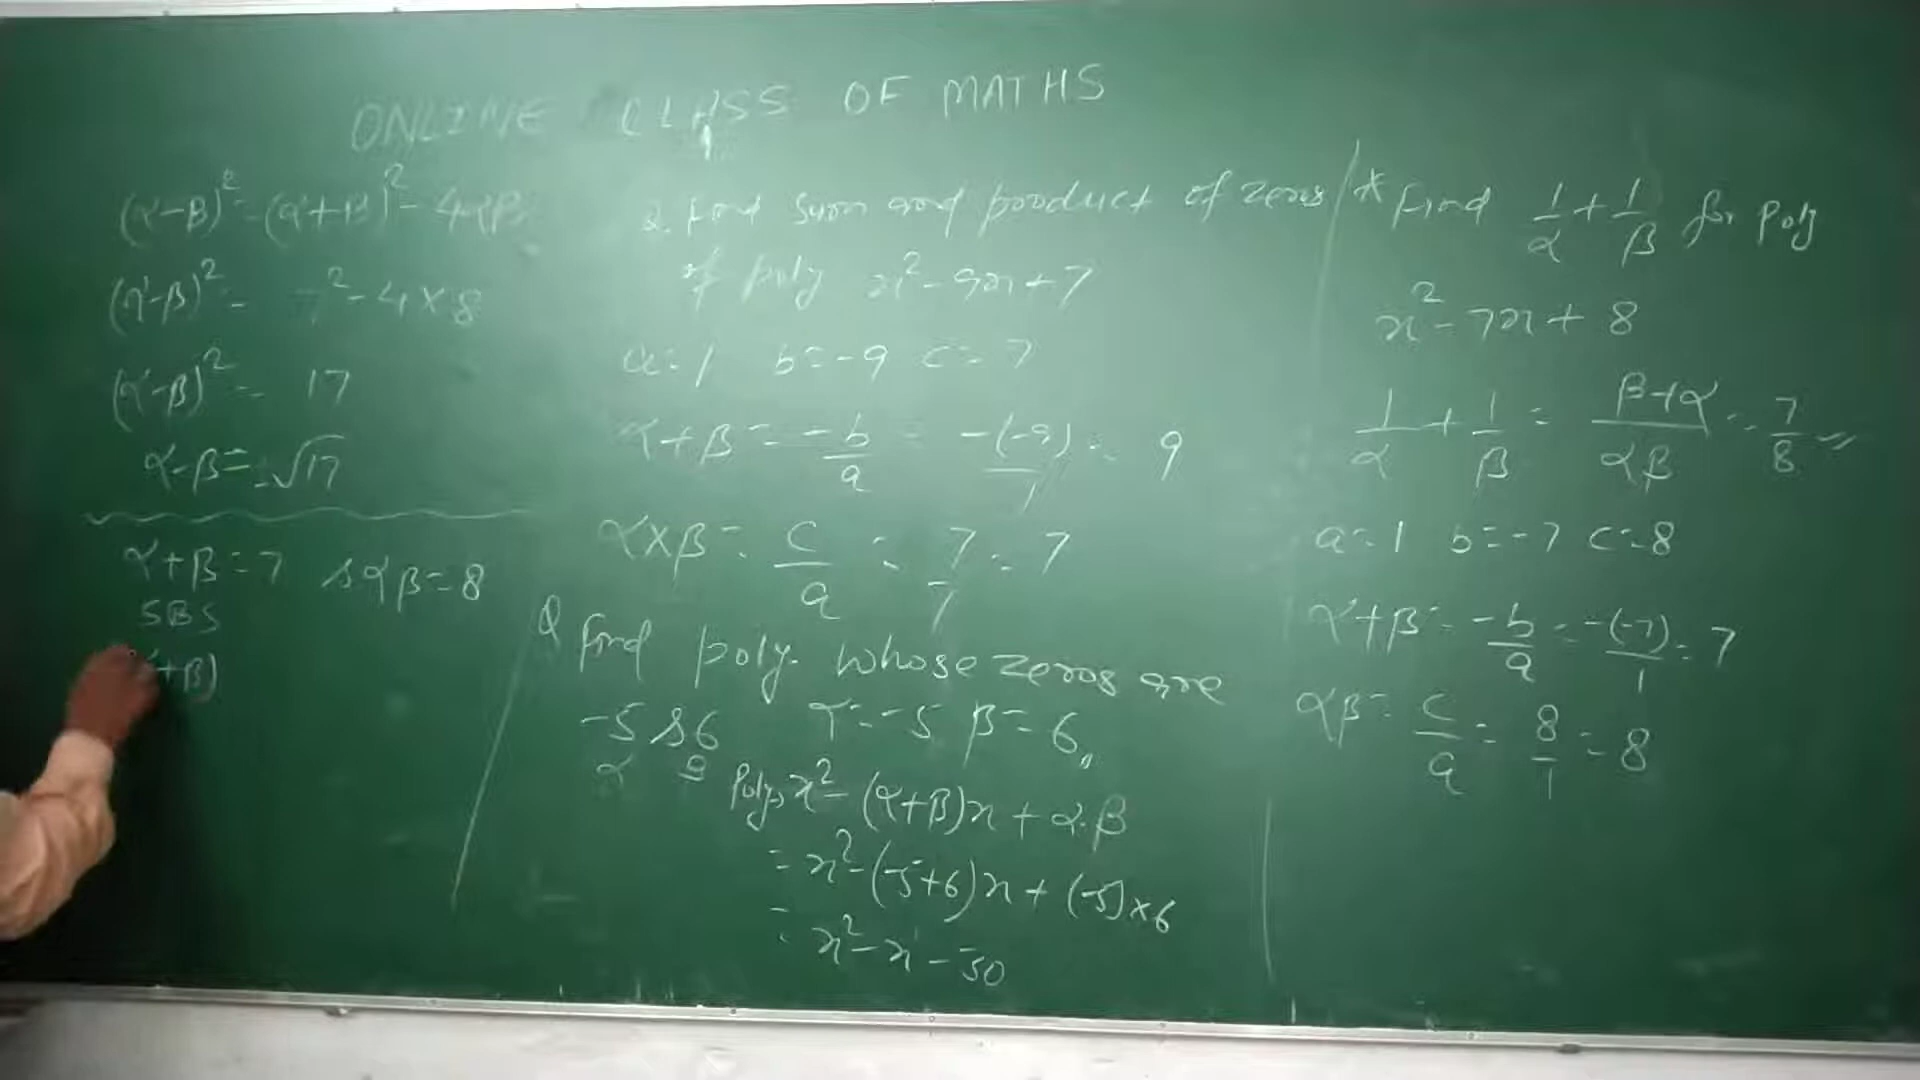 ONLINE CLASS OF MATHS
(α-β)² = (α+β)² - 4αβ
(α-β)² = 7² - 4×8
(α-β)² = 17
α-β = √17
α+β = 7 & αβ = 8
SBS
(α+β)
Q. Find Sum and product of zeros
of poly x² - 9x + 7
a=1 b=-9 c=7
α+β = -b/a = -(-9)/1 = 9
α×β = c/a = 7/7 = 7
Q Find poly. whose zeros are
-5 & 6 α=-5 β=6,,
α
Poly, x² - (α+β)x + α.β
= x² - (-5+6)x + (-5)×6
= x² - x - 30
* Find 1/α + 1/β for Poly
x² - 7x + 8
1/α + 1/β = β+α/αβ = 7/8
a=1 b=-7 c=8
α+β = -b/a = -(-7)/1 = 7
αβ = c/a = 8/1 = 8